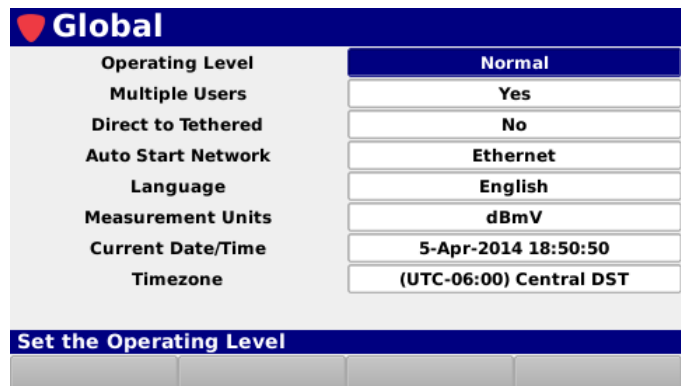 Global
Operating Level Normal
Multiple Users Yes
Direct to Tethered No
Auto Start Network Ethernet
Language English
Measurement Units dBmV
Current Date/Time 5-Apr-2014 18:50:50
Timezone (UTC-06:00) Central DST
Set the Operating Level